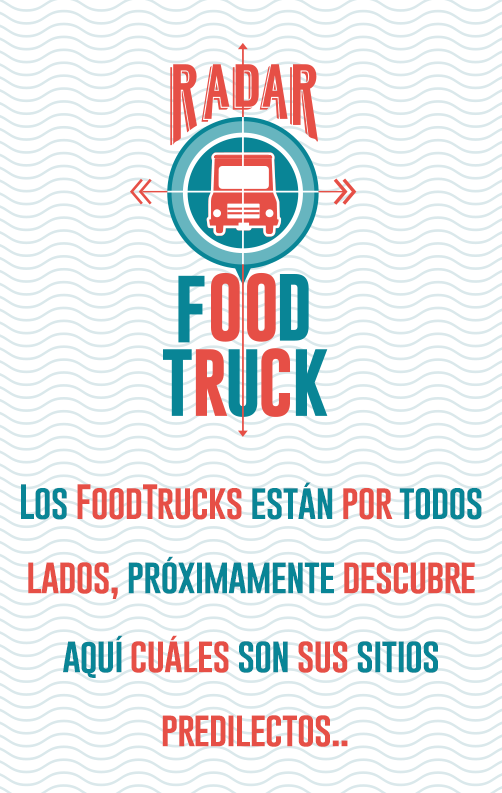 RADAR
FOOD
TRUCK
Los FoodTrucks están por todos
lados, próximamente descubre
aquí cuáles son sus sitios
predilectos..